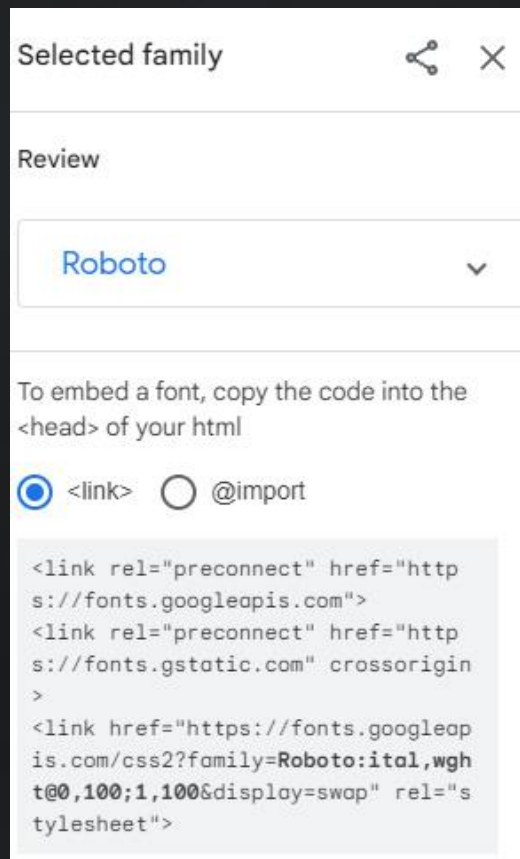 Selected family
Review
Roboto
To embed a font, copy the code into the
<head> of your html
<link> @import
<link rel="preconnect" href="http
s://fonts.googleapis.com">
<link rel="preconnect" href="http
s://fonts.gstatic.com" crossorigin
>
<link href="https://fonts.googleap
is.com/css2?family=Roboto:ital,wgh
t@0,100;1,100&display=swap" rel="s
tylesheet">